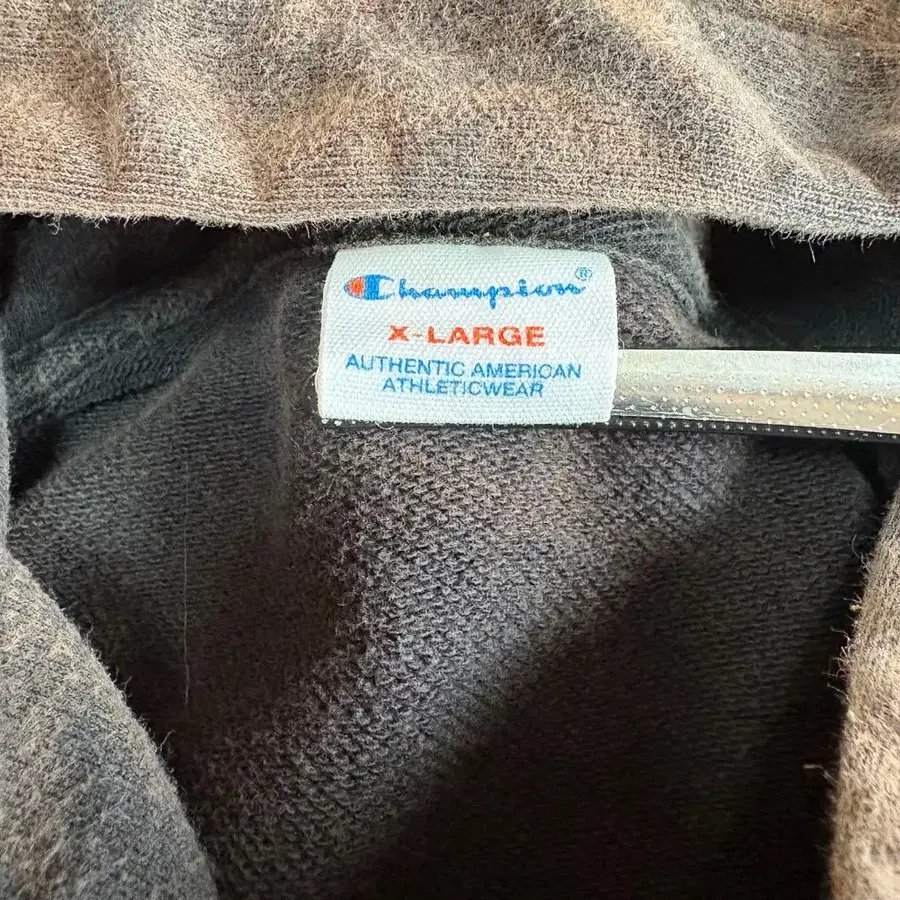 Champion®
X-LARGE
AUTHENTIC AMERICAN
ATHLETICWEAR